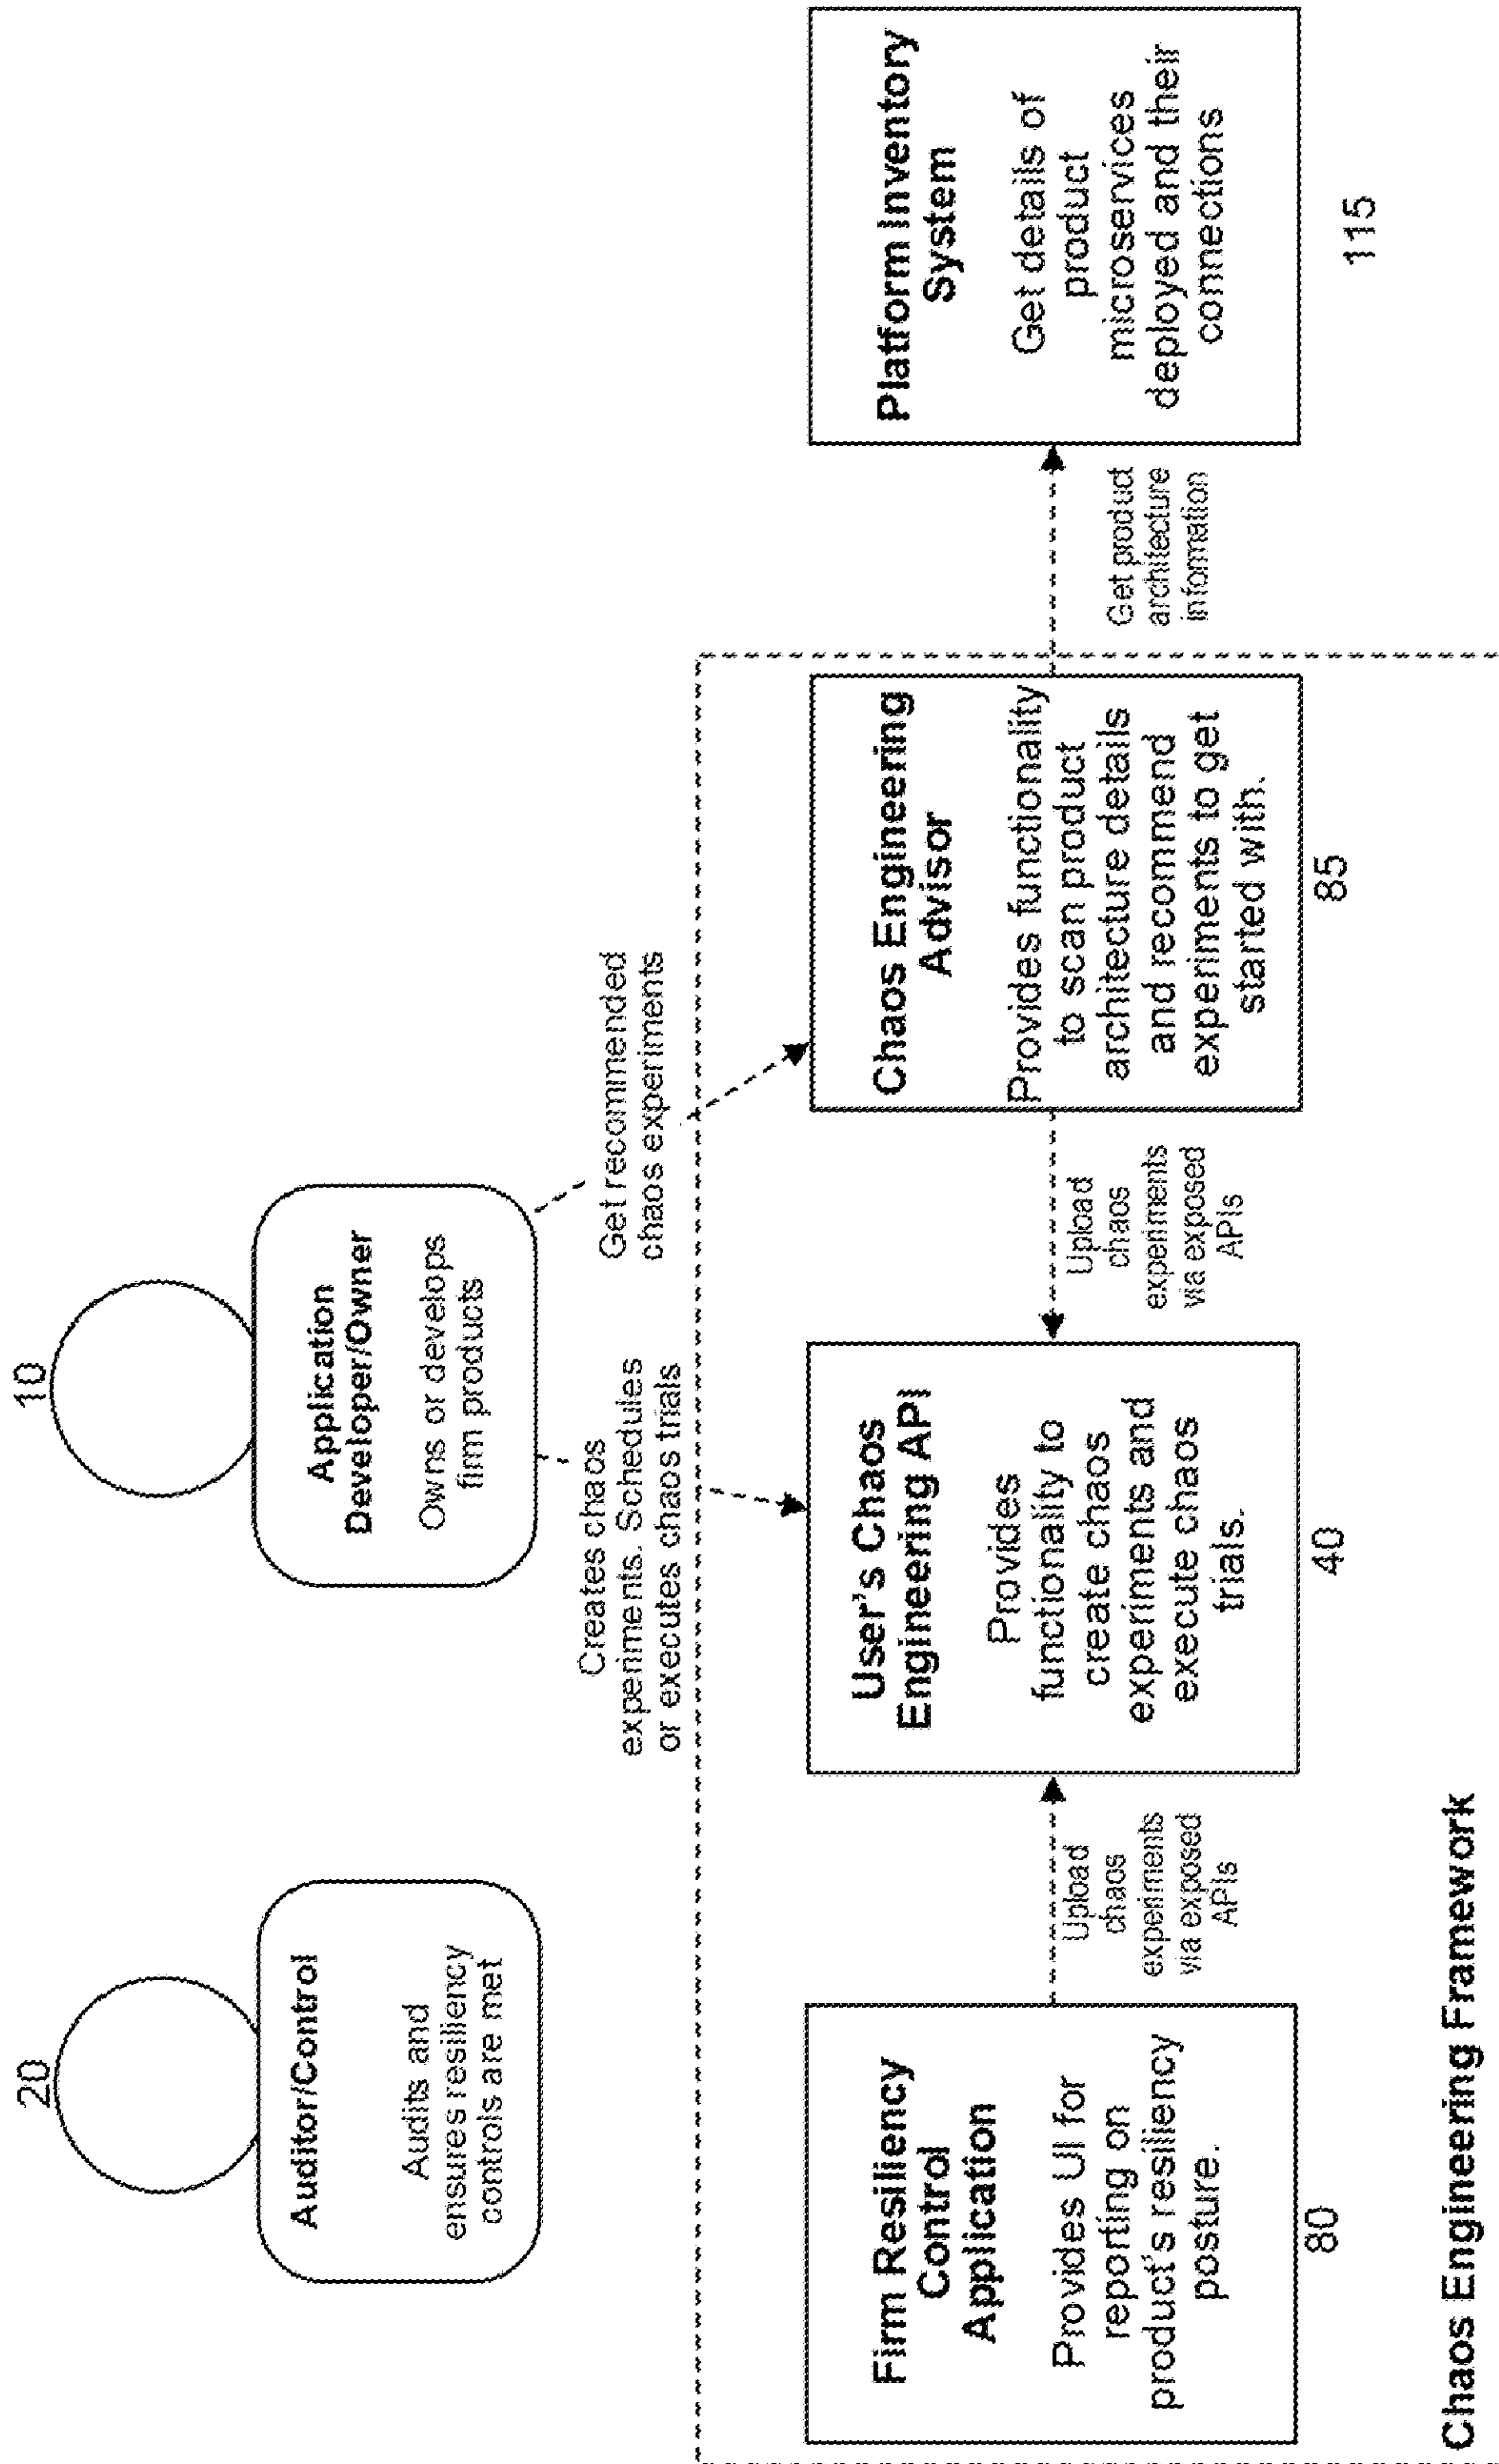 20
Auditor/Control
Audits and
ensures resiliency
controls are met
10
Application
Developer/Owner
Owns or develops
firm products
Creates chaos
experiments. Schedules
or executes chaos trials
Get recommended
chaos experiments
Firm Resiliency
Control
Application
Provides UI for
reporting on
product's resiliency
posture.
80
Upload
chaos
experiments
via exposed
APIs
User's Chaos
Engineering API
Provides
functionality to
create chaos
experiments and
execute chaos
trials.
40
Upload
chaos
experiments
via exposed
APIs
Chaos Engineering
Advisor
Provides functionality
to scan product
architecture details
and recommend
experiments to get
started with.
85
Get product
architecture
information
Platform Inventory
System
Get details of
product
microservices
deployed and their
connections
115
Chaos Engineering Framework